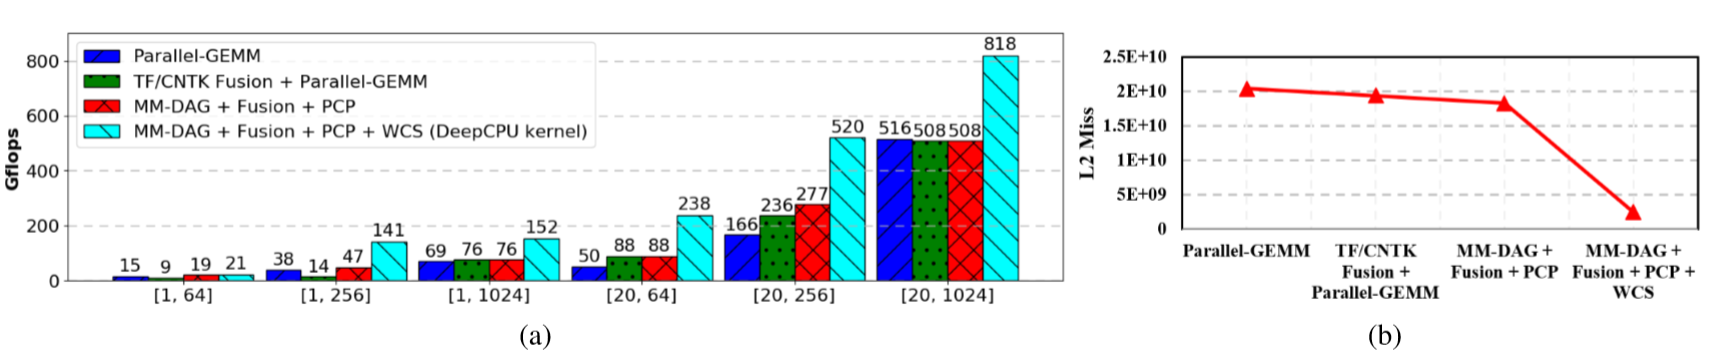 Gflops
800
600
400
200
0
Parallel-GEMM
TF/CNTK Fusion + Parallel-GEMM
MM-DAG + Fusion + PCP
MM-DAG + Fusion + PCP + WCS (DeepCPU kernel)
15 9 19 21
38 14 47 141
69 76 76 152
50 88 88 238
166 236 277 520
516 508 508 818
[1, 64] [1, 256] [1, 1024] [20, 64] [20, 256] [20, 1024]
(a)
L2 Miss
2.5E+10
2E+10
1.5E+10
1E+10
5E+09
0
Parallel-GEMM
TF/CNTK
Fusion +
Parallel-GEMM
MM-DAG +
Fusion + PCP
MM-DAG +
Fusion + PCP +
WCS
(b)